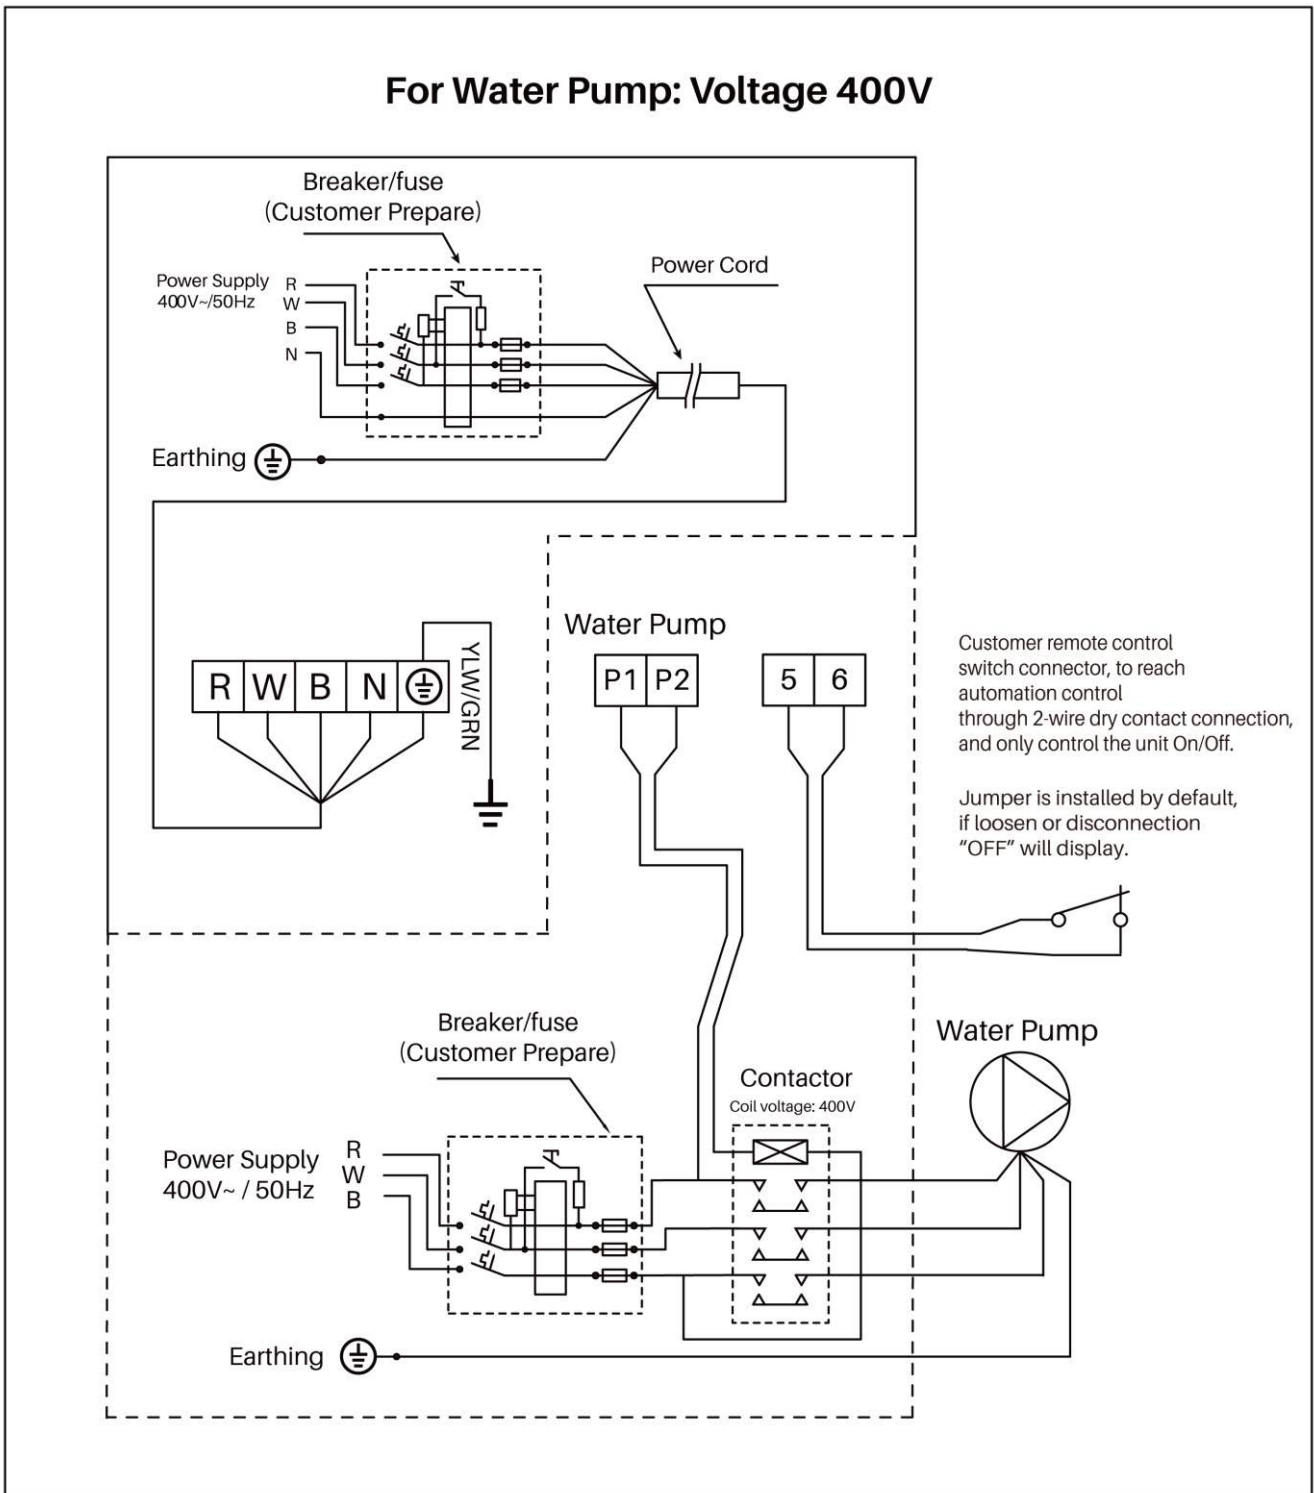 For Water Pump: Voltage 400V
Breaker/fuse
(Customer Prepare)
Power Cord
Power Supply
400V~/50Hz
R
W
B
N
Earthing
R W B N
YLW/GRN
Water Pump
P1 P2
5 6
Customer remote control
switch connector, to reach
automation control
through 2-wire dry contact connection,
and only control the unit On/Off.
Jumper is installed by default,
if loosen or disconnection
“OFF” will display.
Breaker/fuse
(Customer Prepare)
Water Pump
Contactor
Coil voltage: 400V
Power Supply
400V~ / 50Hz
R
W
B
Earthing